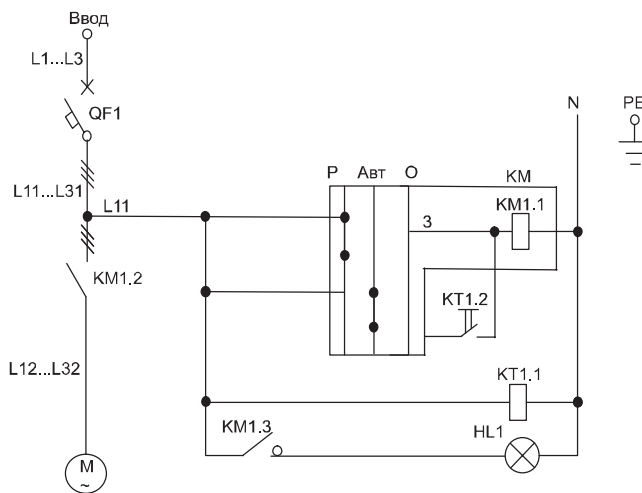 Ввод
L1...L3
QF1
N
PE
P Авт O
KM
L11...L31
L11
3
KM1.1
KM1.2
KT1.2
L12...L32
KT1.1
KM1.3
HL1
M
~